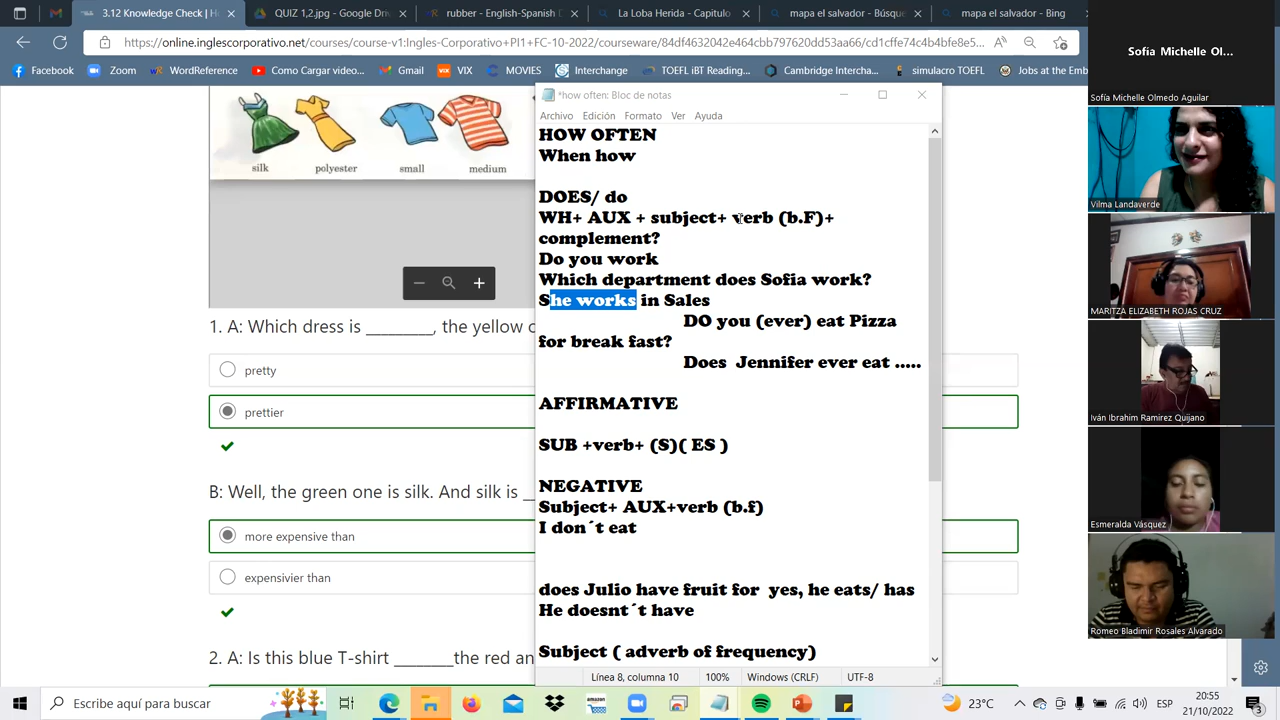 3.12 Knowledge Check | H
QUIZ 1,2.jpg - Google Drive
rubber - English-Spanish D
Bloc La Herida - Capitulo
mapa el salvador - Búsque
mapa el salvador - Bing
https://online.inglescorporativo.net/courses/course-v1:Ingles-Corporativo+PI1+FC-10-2022/courseware/84df4632042e464cbb797620dd53aa66/cd1cffe74c4b4bfe8e5...
Facebook
Zoom
WordReference
Como Cargar video...
Gmail
VIX
MOVIES
Interchange
TOEFL iBT Reading...
Cambridge Interchan...
simulacro TOEFL
Jobs at the Emb
silk
polyester
small
medium
1. A: Which dress is ________, the yellow
pretty
prettier
B: Well, the green one is silk. And silk is
more expensive than
expensivier than
2. A: Is this blue T-shirt _______the red an
*how often: Bloc de notas
Archivo
Edición
Formato
Ver
Ayuda
HOW OFTEN
When how
DOES/ do
WH+ AUX + subject+ verb (b.F)+
complement?
Do you work
Which department does Sofia work?
She works in Sales
DO you (ever) eat Pizza
for break fast?
Does Jennifer ever eat .....
AFFIRMATIVE
SUB +verb+ (S)( ES )
NEGATIVE
Subject+ AUX+verb (b.f)
I don´t eat
does Julio have fruit for yes, he eats/ has
He doesnt´t have
Subject ( adverb of frequency)
Línea 8, columna 10
100%
Windows (CRLF)
UTF-8
Sofía Michelle Ol...
Sofía Michelle Olmedo Aguilar
Vilma Landaverde
MARITZA ELIZABETH ROJAS CRUZ
Iván Ibrahim Ramirez Quijano
Esmeralda Vásquez
Romeo Bladimir Rosales Alvarado
Escribe aquí para buscar
23°C
ESP
20:55
21/10/2022
3